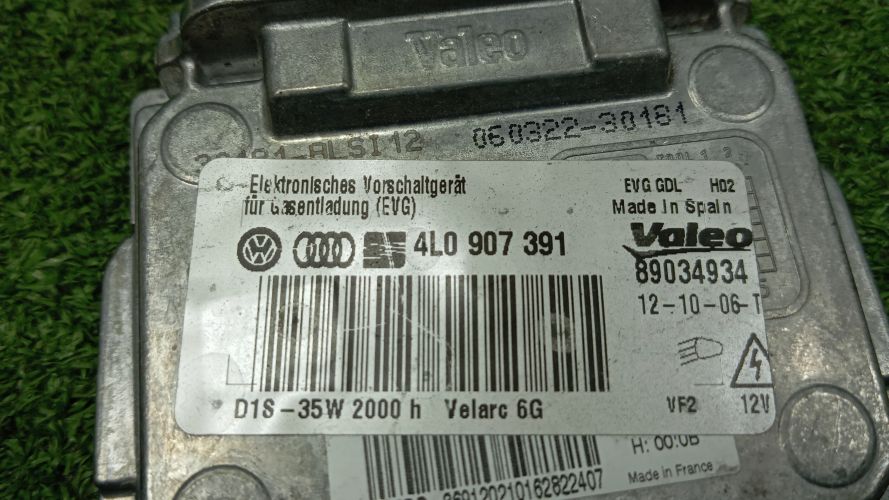 Valeo
060322-30181
Elektronisches Vorschaltgerät
für Gasentladung (EVG)
EVG GDL H02
Made In Spain
4L0 907 391
Valeo
89034934
12-10-06-T
D1S -35W 2000 h Velarc 6G
VF2 12V
H: 00:0B
Made in France